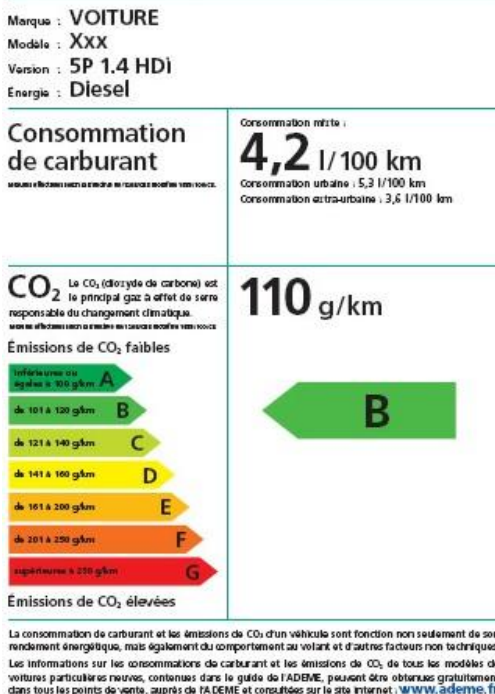 Marque : VOITURE
Modèle : Xxx
Version : 5P 1.4 HDi
Energie : Diesel
Consommation
de carburant
Consommation mixte :
4,2 l/100 km
Consommation urbaine : 5,3 l/100 km
Consommation extra-urbaine : 3,6 l/100 km
CO₂ Le CO₂ (dioxyde de carbone) est
le principal gaz à effet de serre
responsable du changement climatique.
110 g/km
Émissions de CO₂ faibles
inférieures ou
égales à 100 g/km A
de 101 à 120 g/km B
de 121 à 140 g/km C
de 141 à 160 g/km D
de 161 à 200 g/km E
de 201 à 250 g/km F
supérieures à 250 g/km G
B
Émissions de CO₂ élevées
La consommation de carburant et les émissions de CO₂ d'un véhicule sont fonction non seulement de son
rendement énergétique, mais également du comportement au volant et d'autres facteurs non techniques
Les informations sur les consommations de carburant et les émissions de CO₂ de tous les modèles de
voitures particulières neuves, contenues dans le guide de l'ADEME, peuvent être obtenues gratuitement
dans tous les points de vente, auprès de l'ADEME et consultées sur le site internet : www.ademe.